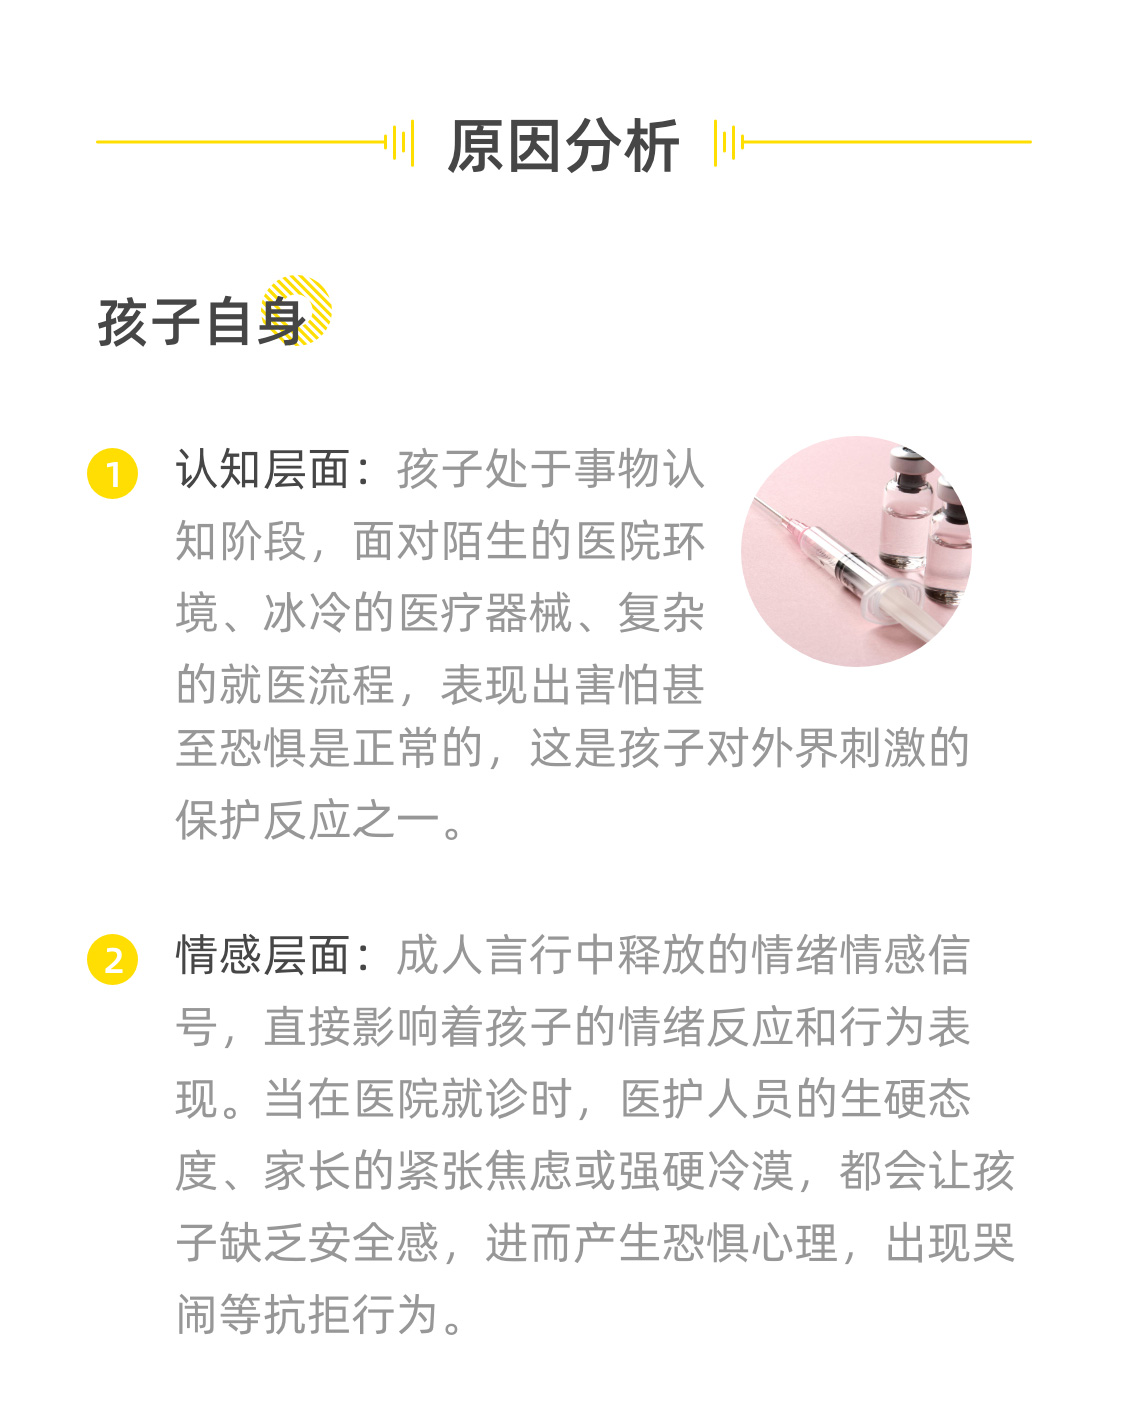 原因分析
孩子自身
1 认知层面：孩子处于事物认
知阶段，面对陌生的医院环
境、冰冷的医疗器械、复杂
的就医流程，表现出害怕甚
至恐惧是正常的，这是孩子对外界刺激的
保护反应之一。
2 情感层面：成人言行中释放的情绪情感信
号，直接影响着孩子的情绪反应和行为表
现。当在医院就诊时，医护人员的生硬态
度、家长的紧张焦虑或强硬冷漠，都会让孩
子缺乏安全感，进而产生恐惧心理，出现哭
闹等抗拒行为。